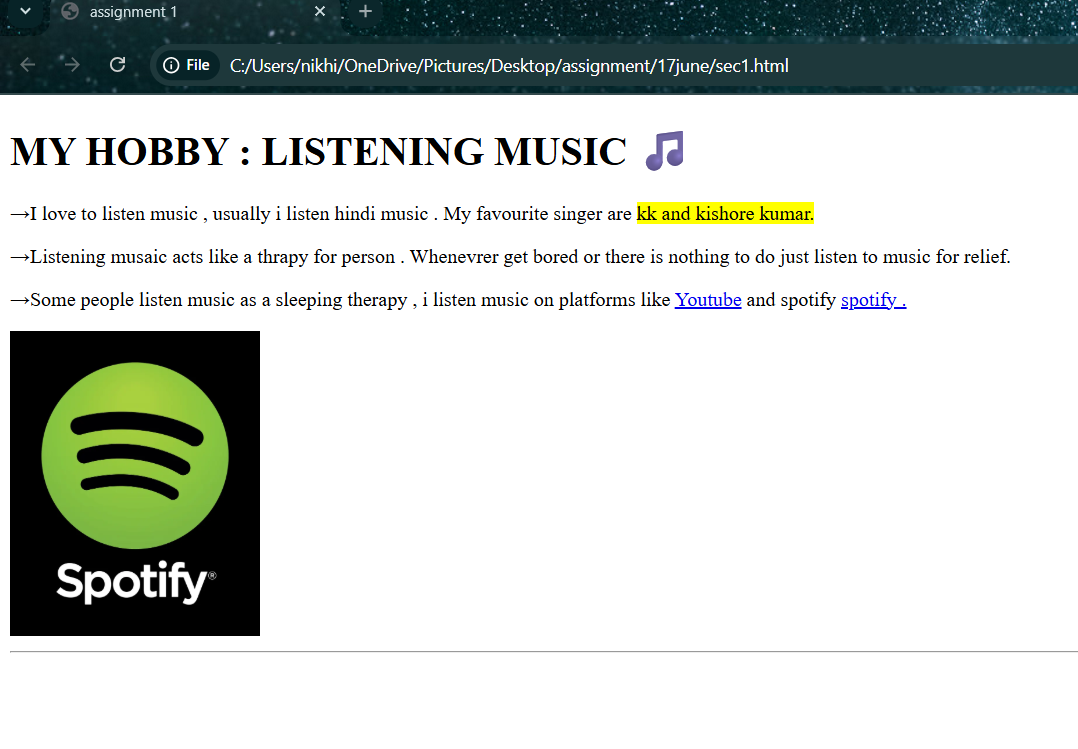 assignment 1
File
C:/Users/nikhi/OneDrive/Pictures/Desktop/assignment/17june/sec1.html
MY HOBBY : LISTENING MUSIC 🎵
→I love to listen music , usually i listen hindi music . My favourite singer are kk and kishore kumar.
→Listening musaic acts like a thrapy for person . Whenevrer get bored or there is nothing to do just listen to music for relief.
→Some people listen music as a sleeping therapy , i listen music on platforms like Youtube and spotify spotify .
Spotify®